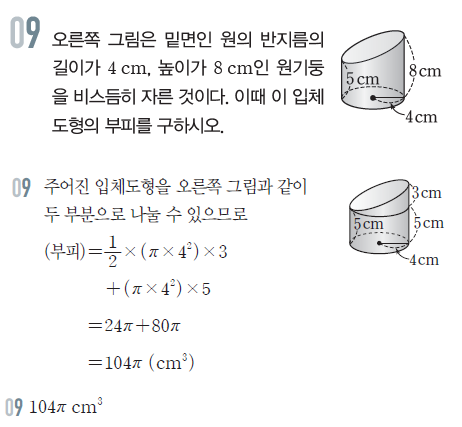 09 오른쪽 그림은 밑면인 원의 반지름의
길이가 4 cm, 높이가 8 cm인 원기둥
을 비스듬히 자른 것이다. 이때 이 입체
도형의 부피를 구하시오.
5cm
8cm
4cm
09 주어진 입체도형을 오른쪽 그림과 같이
두 부분으로 나눌 수 있으므로
(부피)=1/2×(π×4²)×3
+(π×4²)×5
=24π+80π
=104π (cm³)
3cm
5cm
5cm
4cm
09 104π cm³